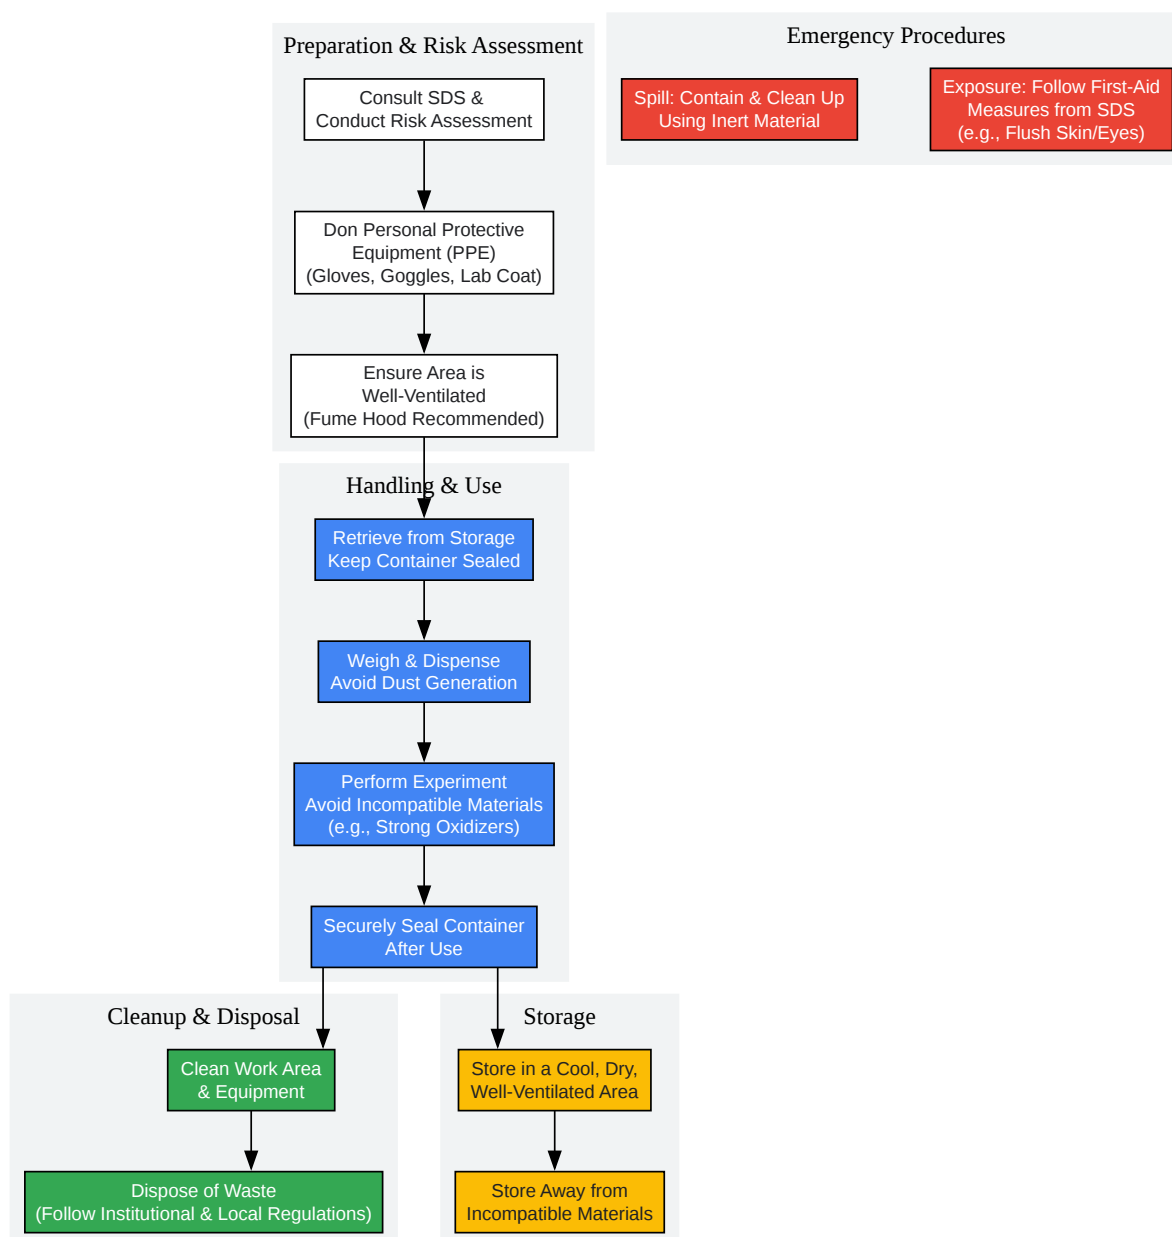 Preparation & Risk Assessment
Consult SDS &
Conduct Risk Assessment
Don Personal Protective
Equipment (PPE)
(Gloves, Goggles, Lab Coat)
Ensure Area is
Well-Ventilated
(Fume Hood Recommended)
Emergency Procedures
Spill: Contain & Clean Up
Using Inert Material
Exposure: Follow First-Aid
Measures from SDS
(e.g., Flush Skin/Eyes)
Handling & Use
Retrieve from Storage
Keep Container Sealed
Weigh & Dispense
Avoid Dust Generation
Perform Experiment
Avoid Incompatible Materials
(e.g., Strong Oxidizers)
Securely Seal Container
After Use
Cleanup & Disposal
Clean Work Area
& Equipment
Dispose of Waste
(Follow Institutional & Local Regulations)
Storage
Store in a Cool, Dry,
Well-Ventilated Area
Store Away from
Incompatible Materials